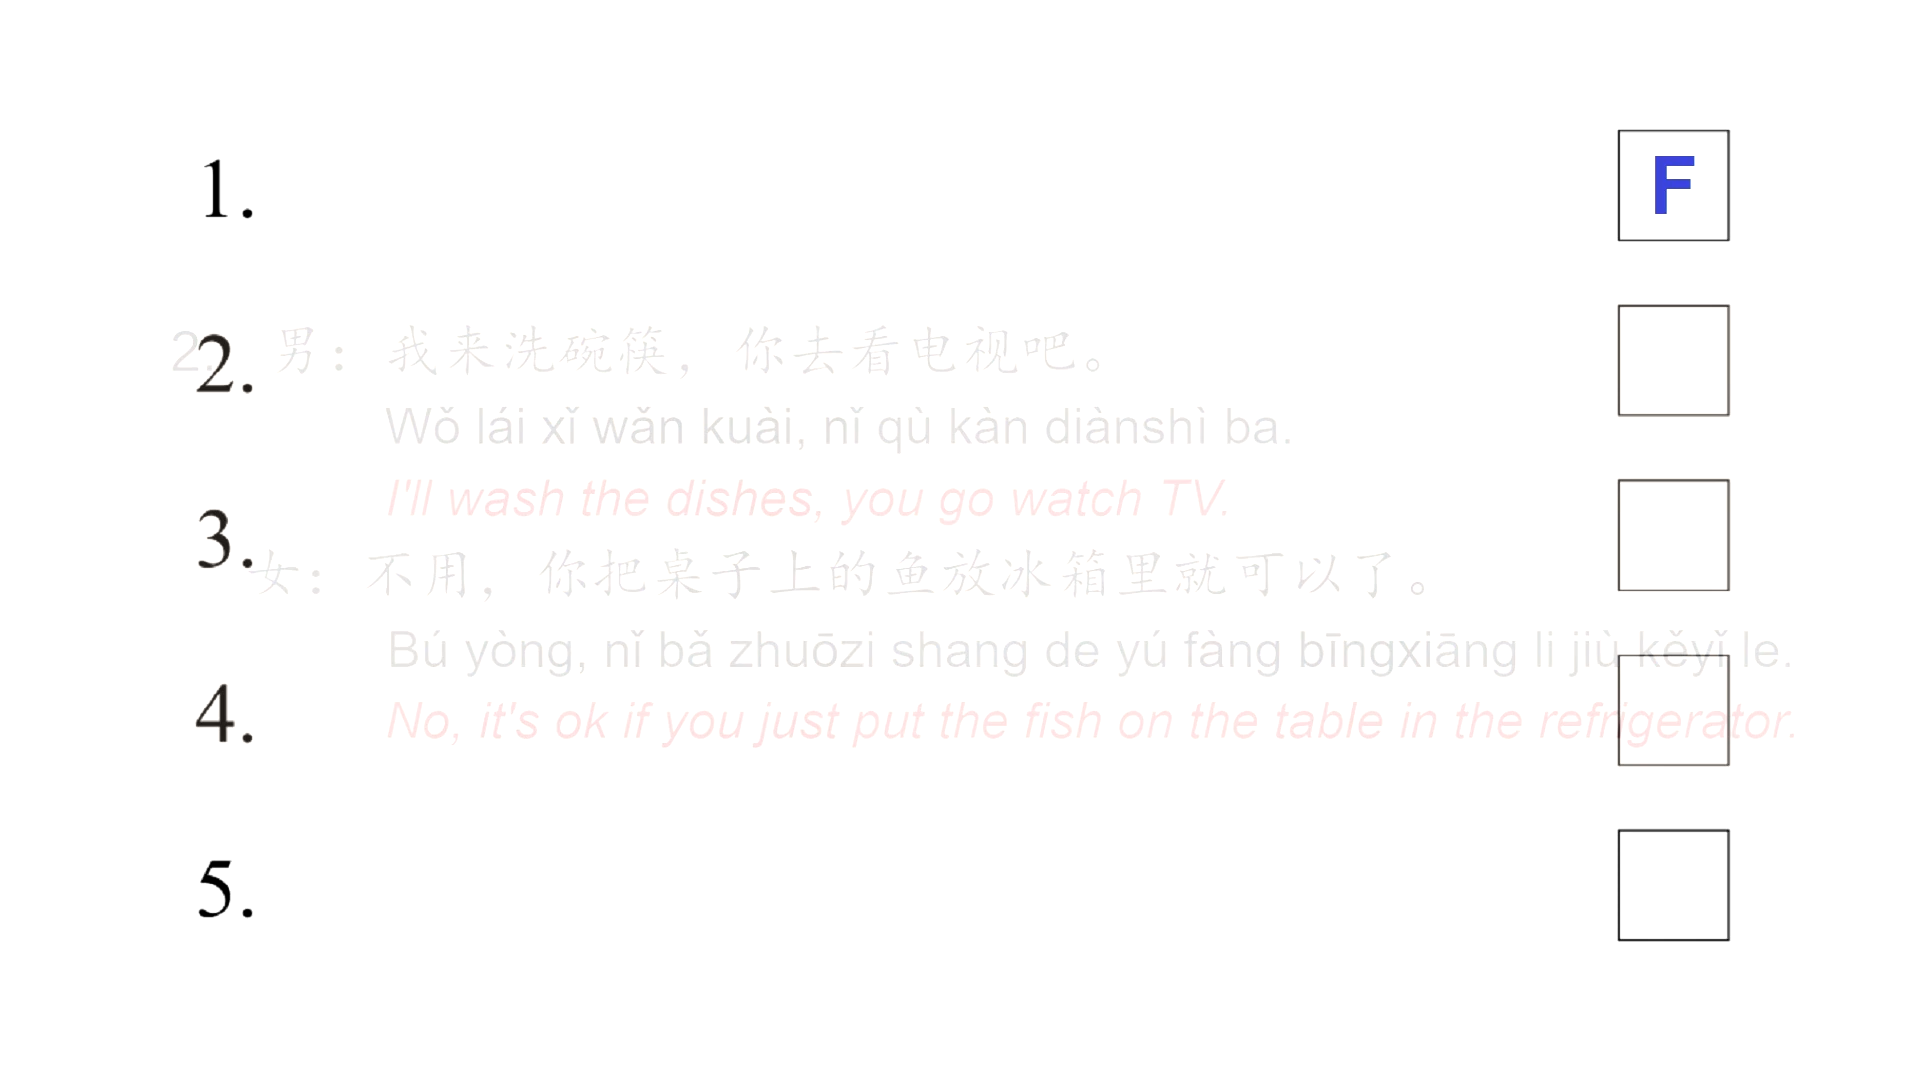 1. F
2.
2. 男：我来洗碗筷，你去看电视吧。
Wǒ lái xǐ wǎn kuài, nǐ qù kàn diànshì ba.
I'll wash the dishes, you go watch TV.
3.
女：不用，你把桌子上的鱼放冰箱里就可以了。
Bú yòng, nǐ bǎ zhuōzi shang de yú fàng bīngxiāng li jiù kěyǐ le.
4.
No, it's ok if you just put the fish on the table in the refrigerator.
5.